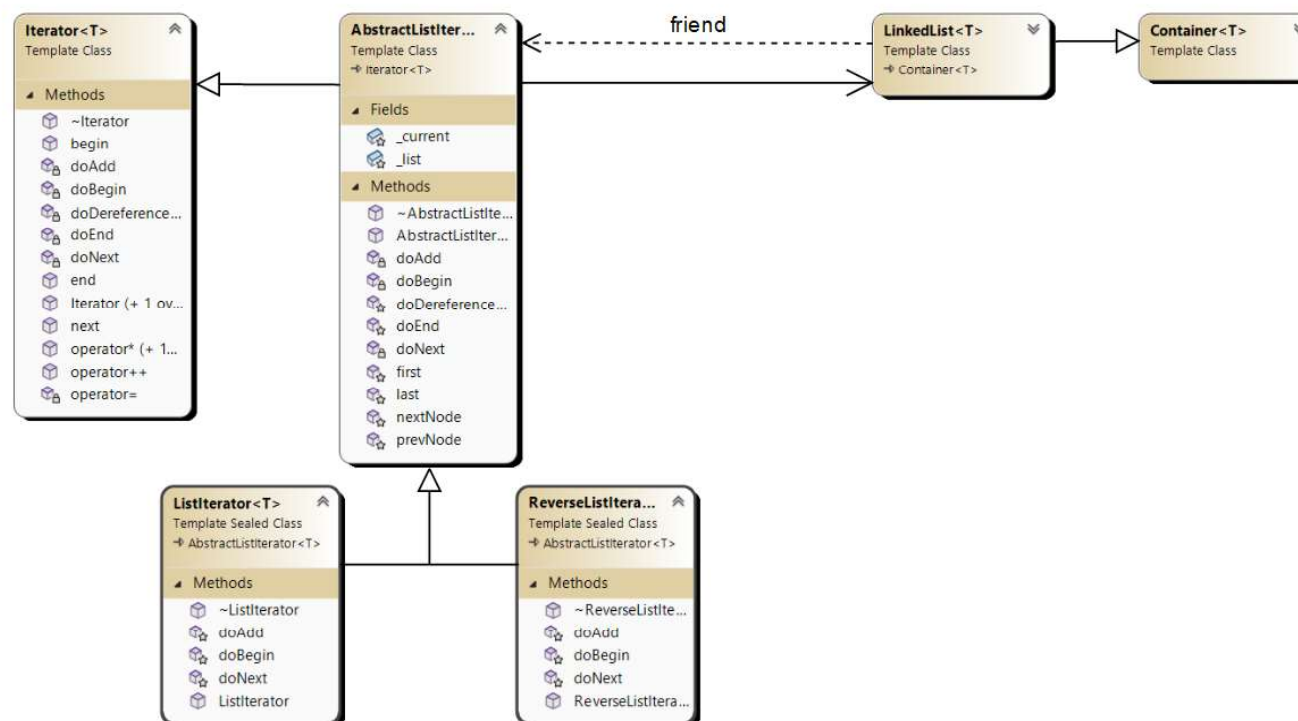 Iterator<T>
Template Class
Methods
~Iterator
begin
doAdd
doBegin
doDereference...
doEnd
doNext
end
Iterator (+ 1 ov...
next
operator* (+ 1...
operator++
operator=
AbstractListIter...
Template Class
Iterator<T>
Fields
_current
_list
Methods
~AbstractListIte...
AbstractListIter...
doAdd
doBegin
doDereference...
doEnd
doNext
first
last
nextNode
prevNode
friend
LinkedList<T>
Template Class
Container<T>
Container<T>
Template Class
ListIterator<T>
Template Sealed Class
AbstractListIterator<T>
Methods
~ListIterator
doAdd
doBegin
doNext
ListIterator
ReverseListItera...
Template Sealed Class
AbstractListIterator<T>
Methods
~ReverseListIte...
doAdd
doBegin
doNext
ReverseListItera...